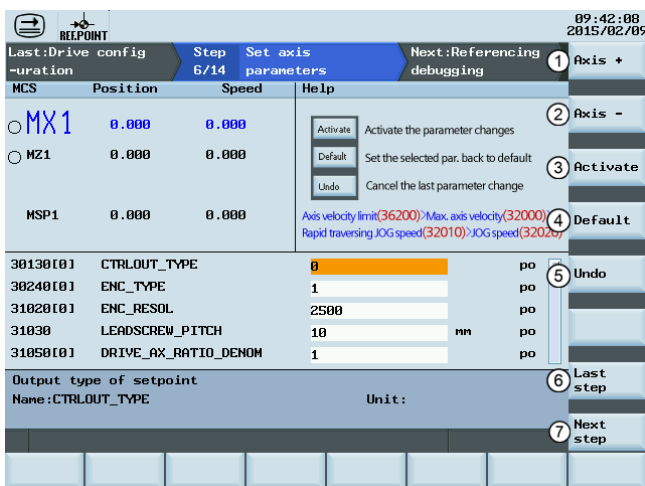 REF.POINT
09:42:08
2015/02/09
Last:Drive config
-uration
Step
6/14
Set axis
parameters
Next:Referencing
debugging
1 Axis +
MCS Position Speed Help
MX1 0.000 0.000
MZ1 0.000 0.000
MSP1 0.000 0.000
Activate Activate the parameter changes
Default Set the selected par. back to default
Undo Cancel the last parameter change
Axis velocity limit(36200)>Max. axis velocity(32000)
Rapid traversing JOG speed(32010)>JOG speed(32020)
2 Axis -
3 Activate
4 Default
30130[0] CTRLOUT_TYPE 0 po
30240[0] ENC_TYPE 1 po
31020[0] ENC_RESOL 2500 po
31030 LEADSCREW_PITCH 10 mm po
31050[0] DRIVE_AX_RATIO_DENOM 1 po
5 Undo
Output type of setpoint
Name:CTRLOUT_TYPE Unit:
6 Last
step
7 Next
step